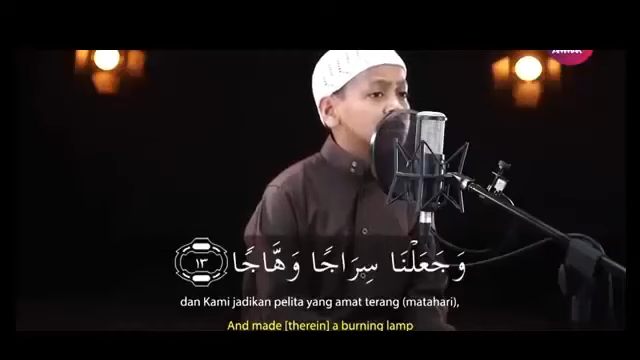 وَجَعَلْنَا سِرَاجًا وَهَّاجًا ١٣
dan Kami jadikan pelita yang amat terang (matahari),
And made [therein] a burning lamp